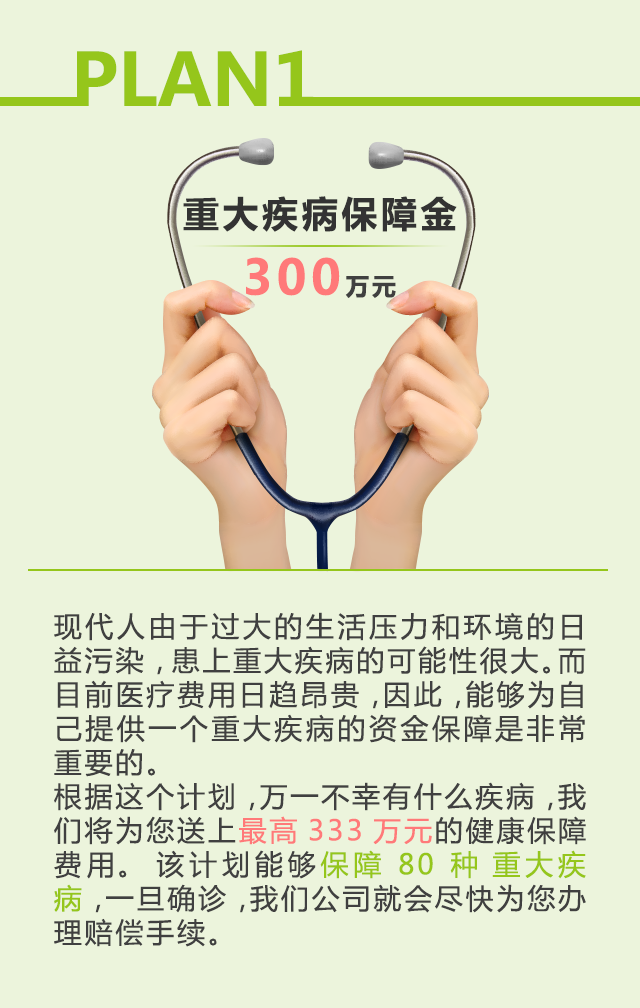 PLAN1
重大疾病保障金
300万元
现代人由于过大的生活压力和环境的日
益污染,患上重大疾病的可能性很大。而
目前医疗费用日趋昂贵,因此,能够为自
己提供一个重大疾病的资金保障是非常
重要的。
根据这个计划,万一不幸有什么疾病,我
们将为您送上最高 333 万元的健康保障
费用。 该计划能够保障 80 种 重大疾
病,一旦确诊,我们公司就会尽快为您办
理赔偿手续。